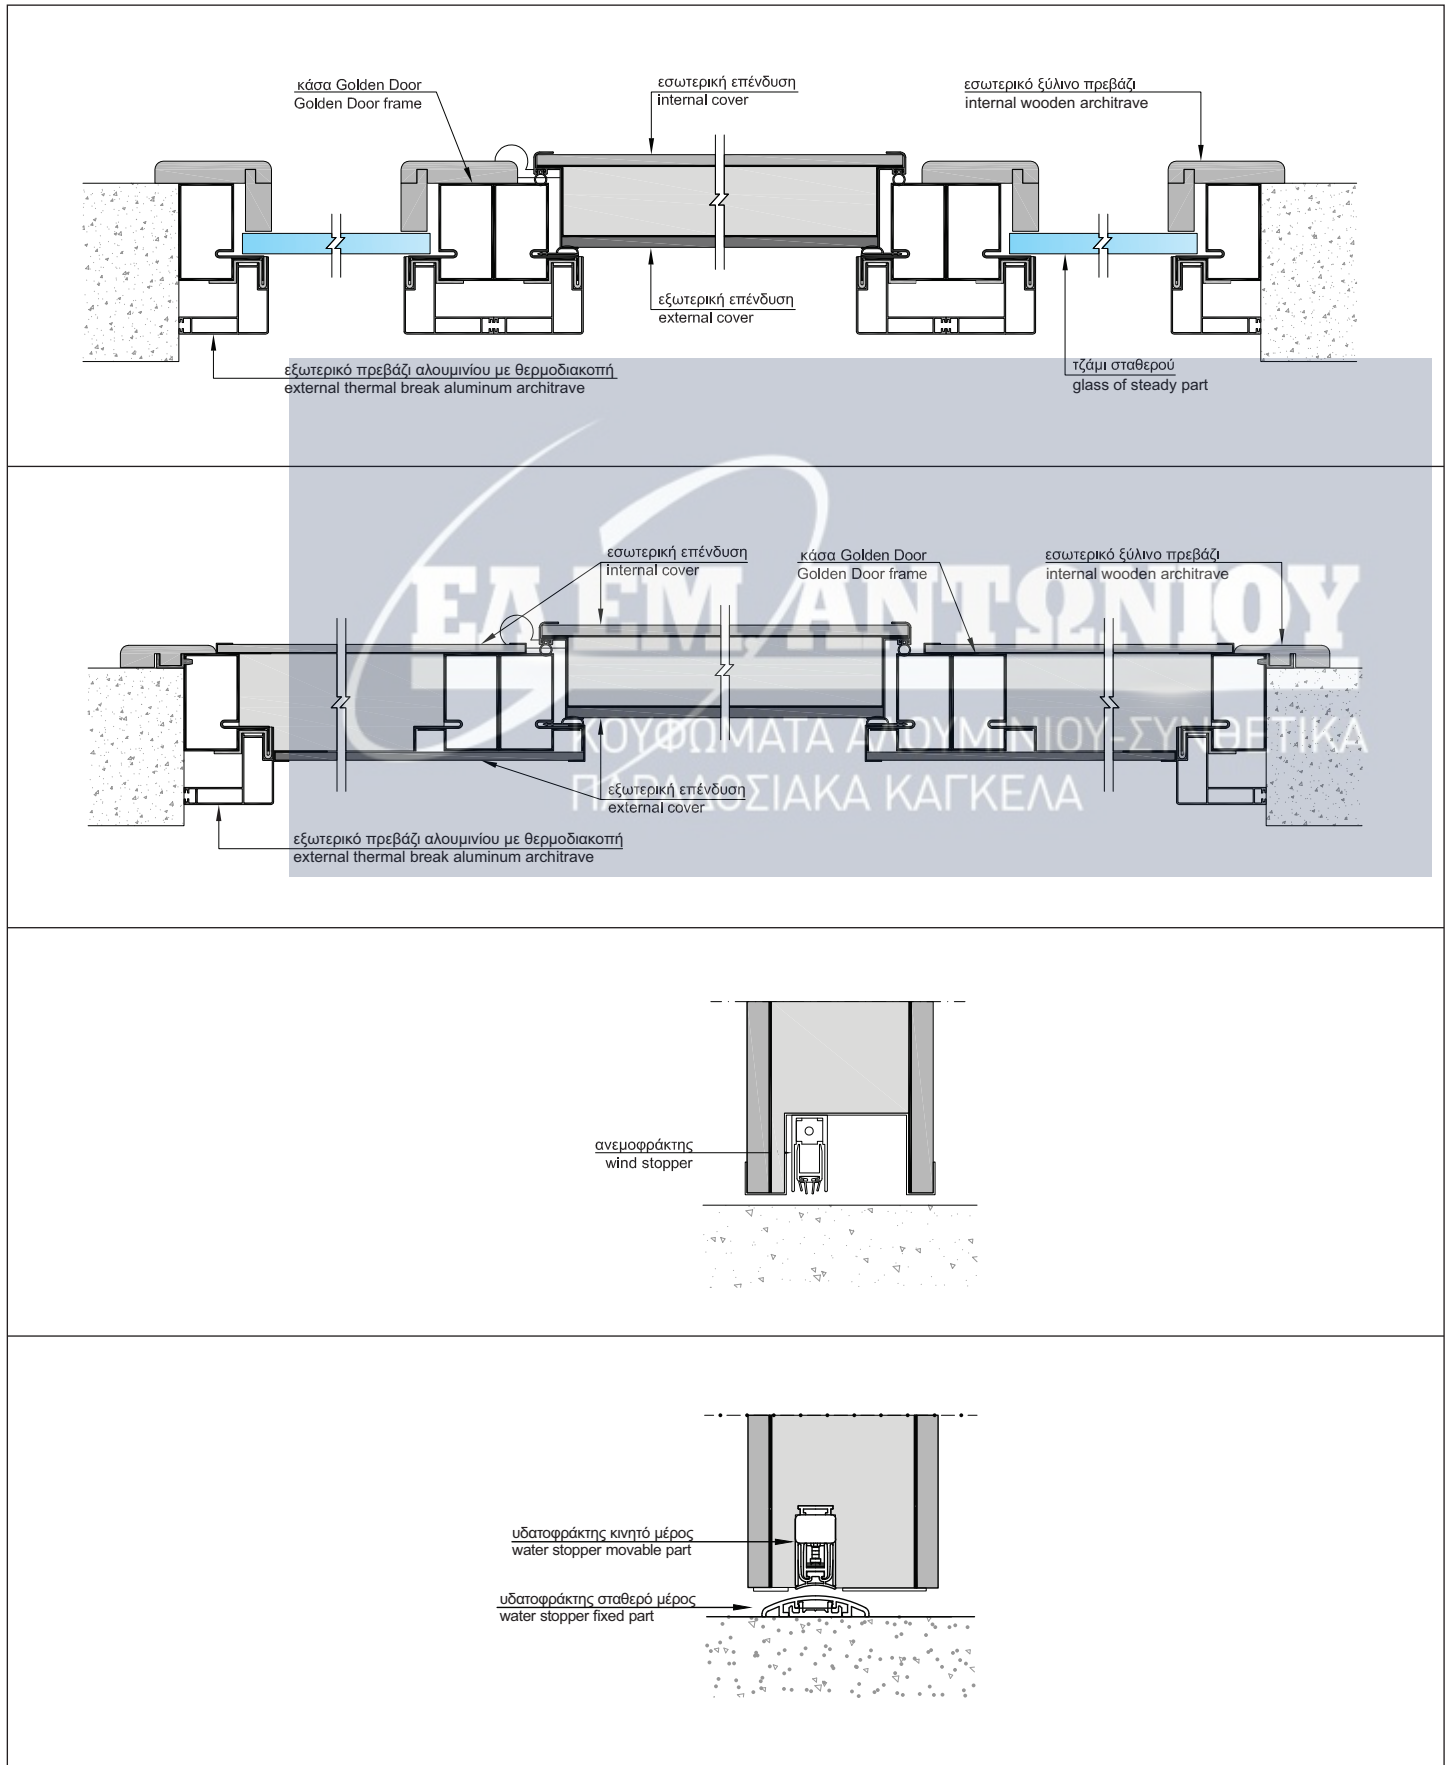 κάσα Golden Door
Golden Door frame
εσωτερική επένδυση
internal cover
εσωτερικό ξύλινο πρεβάζι
internal wooden architrave
εξωτερική επένδυση
external cover
εξωτερικό πρεβάζι αλουμινίου με θερμοδιακοπή
external thermal break aluminum architrave
τζάμι σταθερού
glass of steady part
εσωτερική επένδυση
internal cover
κάσα Golden Door
Golden Door frame
εσωτερικό ξύλινο πρεβάζι
internal wooden architrave
ΕΛ ΕΜ. ΑΝΤΩΝΙΟΥ
ΚΟΥΦΩΜΑΤΑ ΑΛΟΥΜΙΝΙΟΥ-ΣΥΝΘΕΤΙΚΑ
ΠΑΡΑΔΟΣΙΑΚΑ ΚΑΓΚΕΛΑ
εξωτερική επένδυση
external cover
εξωτερικό πρεβάζι αλουμινίου με θερμοδιακοπή
external thermal break aluminum architrave
ανεμοφράκτης
wind stopper
υδατοφράκτης κινητό μέρος
water stopper movable part
υδατοφράκτης σταθερό μέρος
water stopper fixed part